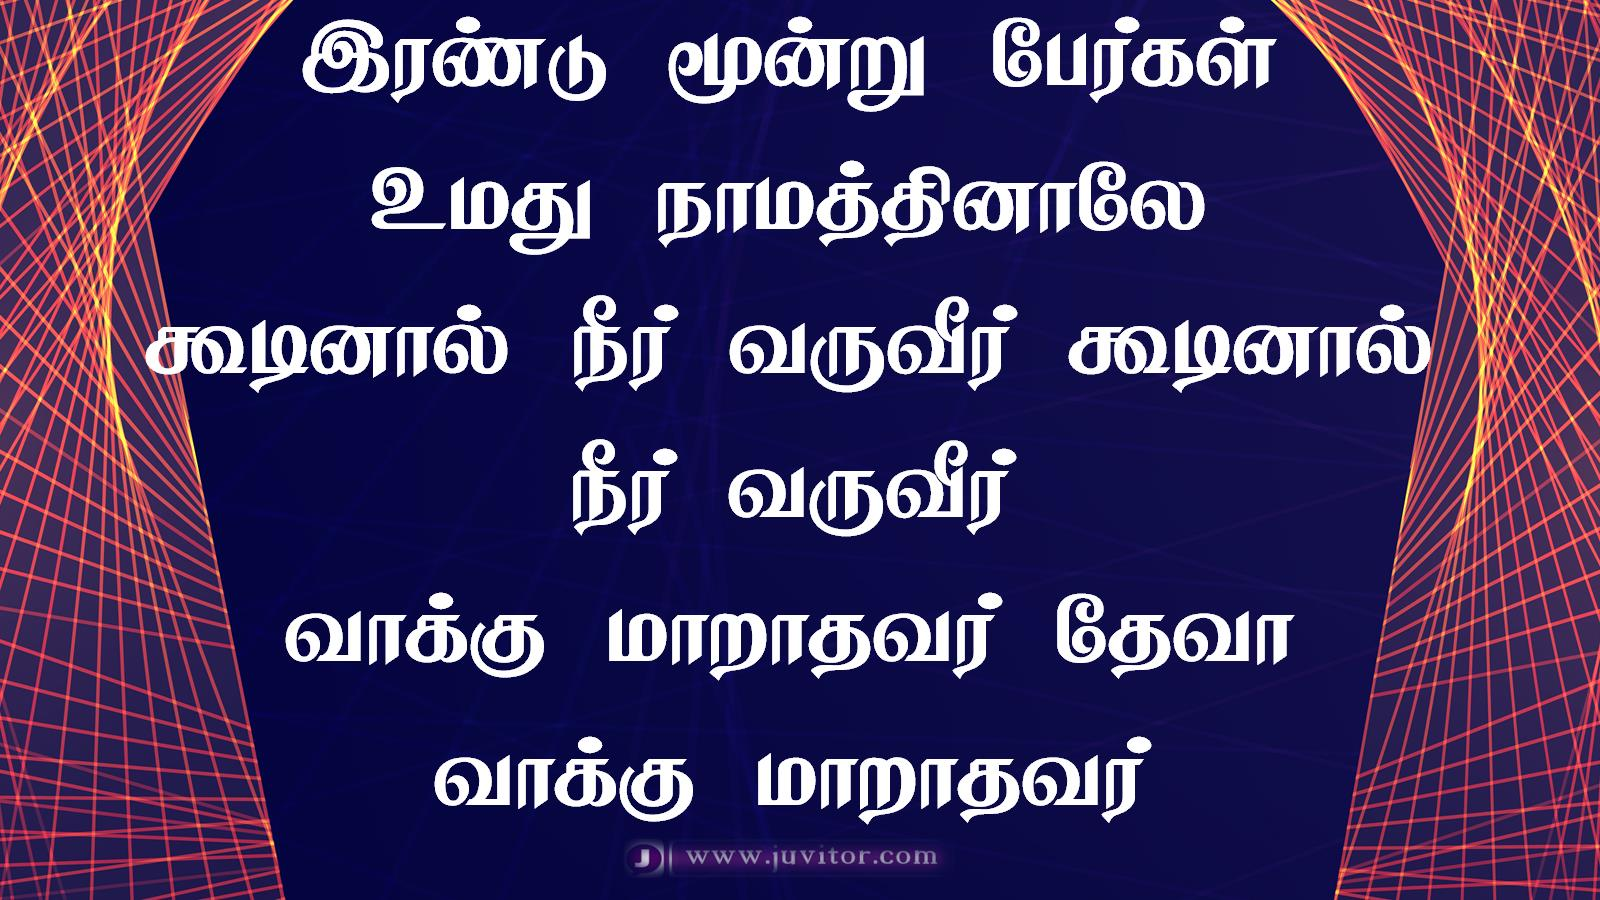 இரண்டு மூன்று பேர்கள்
உமது நாமத்தினாலே
கூடினால் நீர் வருவீர் கூடினால்
நீர் வருவீர்
வாக்கு மாறாதவர் தேவா
வாக்கு மாறாதவர்
J www.juvitor.com